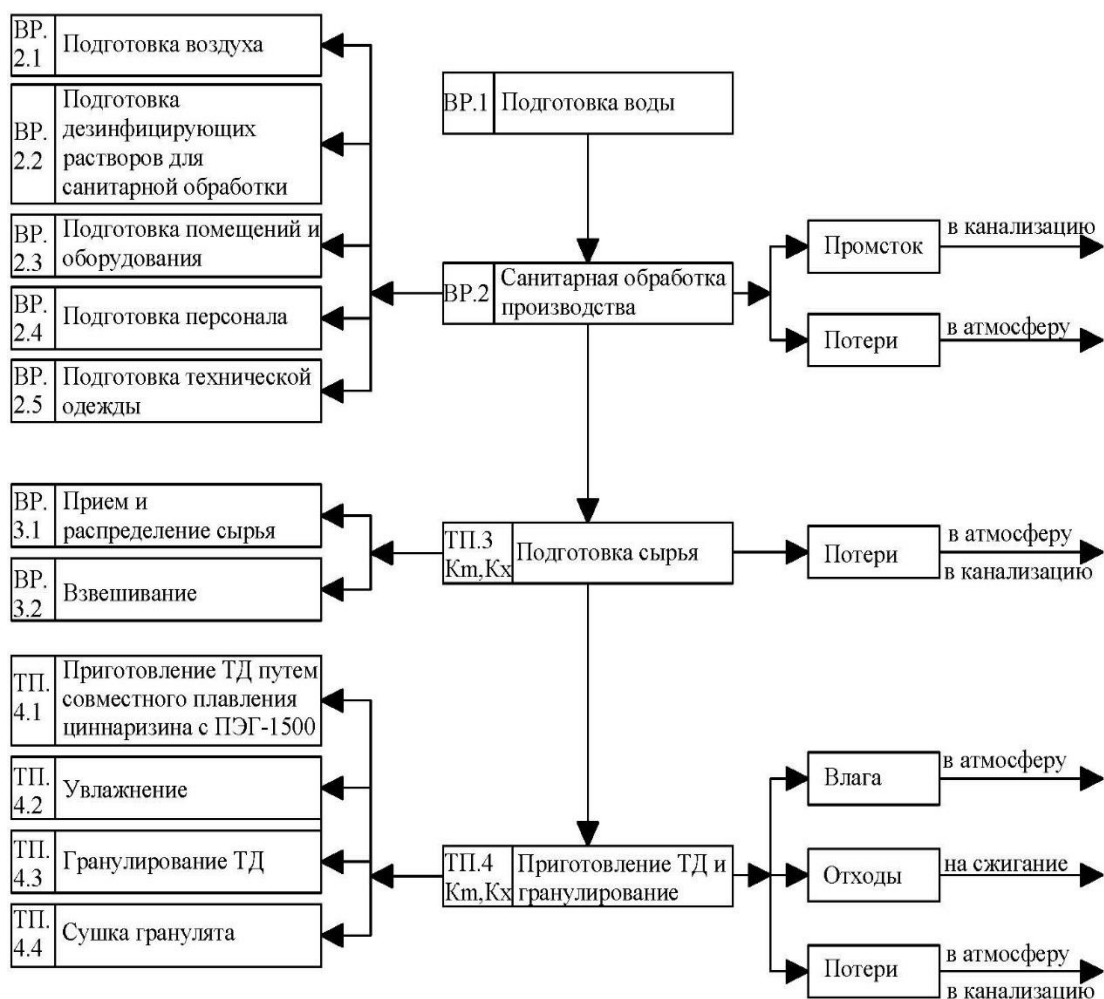 ВР.
2.1
Подготовка воздуха
ВР.
2.2
Подготовка
дезинфицирующих
растворов для
санитарной обработки
ВР.
2.3
Подготовка помещений и
оборудования
ВР.
2.4
Подготовка персонала
ВР.
2.5
Подготовка технической
одежды
ВР.1
Подготовка воды
ВР.2
Санитарная обработка
производства
Промсток
в канализацию
Потери
в атмосферу
ВР.
3.1
Прием и
распределение сырья
ВР.
3.2
Взвешивание
ТП.3
Кm,Кх
Подготовка сырья
Потери
в атмосферу
в канализацию
ТП.
4.1
Приготовление ТД путем
совместного плавления
циннаризина с ПЭГ-1500
ТП.
4.2
Увлажнение
ТП.
4.3
Гранулирование ТД
ТП.
4.4
Сушка гранулята
ТП.4
Кm,Кх
Приготовление ТД и
гранулирование
Влага
в атмосферу
Отходы
на сжигание
Потери
в атмосферу
в канализацию